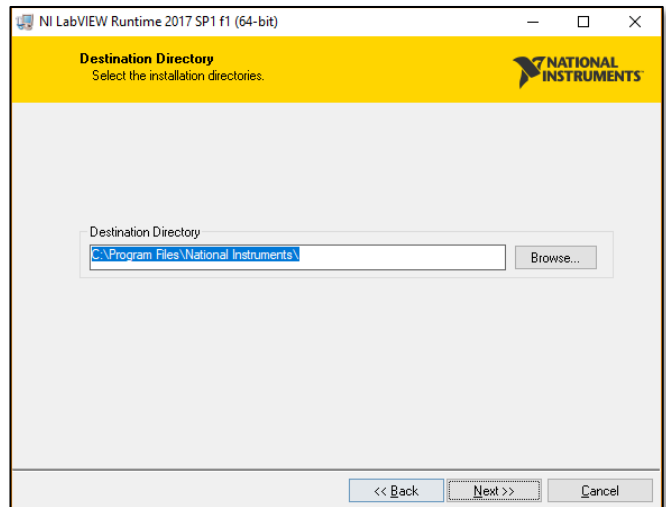 NI LabVIEW Runtime 2017 SP1 f1 (64-bit)
Destination Directory
Select the installation directories.
NATIONAL
INSTRUMENTS
Destination Directory
C:\Program Files\National Instruments\
Browse...
<< Back
Next >>
Cancel